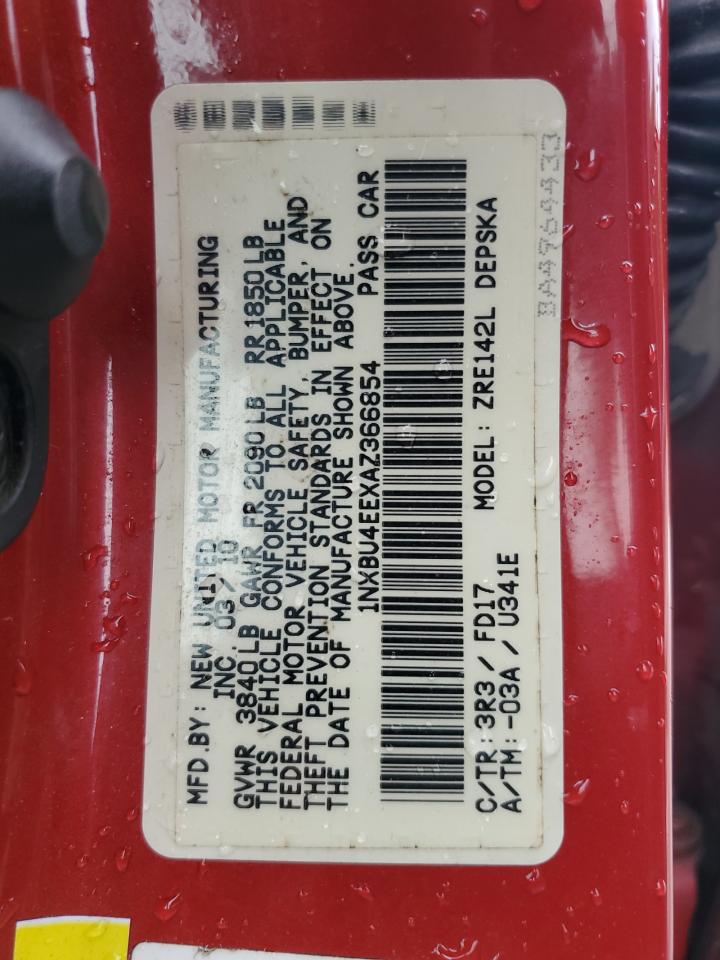 MFD.BY: NEW UNITED MOTOR MANUFACTURING
INC. 03/10
GVWR 3840LB GAWR FR 2090LB RR 1850LB
THIS VEHICLE CONFORMS TO ALL APPLICABLE
FEDERAL MOTOR VEHICLE SAFETY, BUMPER, AND
THEFT PREVENTION STANDARDS IN EFFECT ON
THE DATE OF MANUFACTURE SHOWN ABOVE.
1NXBU4EEXAZ366854 PASS CAR
C/TR: 3R3 / FD17 MODEL: ZRE142L DEPSKA
A/TM: -03A / U341E